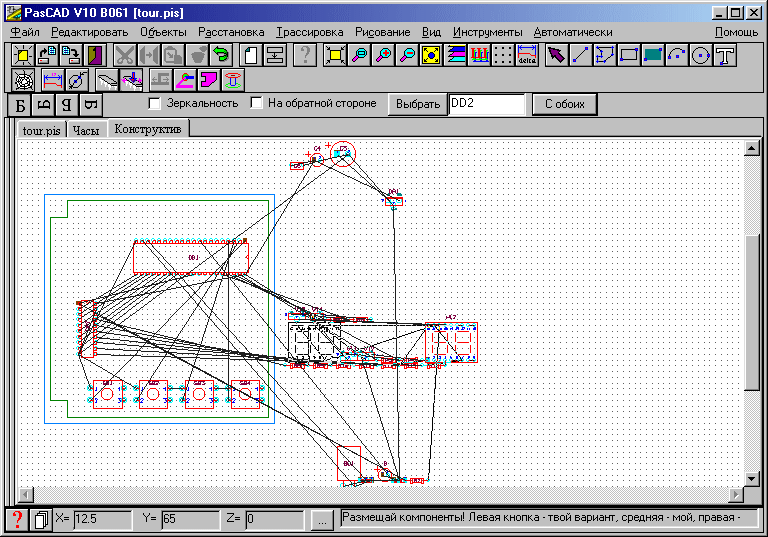 PasCAD V10 B061 [tour.pis]
Файл Редактировать Объекты Расстановка Трассировка Рисование Вид Инструменты Автоматически Помощь
delca
Б Б Я Б Зеркальность На обратной стороне Выбрать DD2 С обоих
tour.pis Часы Конструктив
X= 12.5 Y= 65 Z= 0 ... Размещай компоненты! Левая кнопка - твой вариант, средняя - мой, правая -